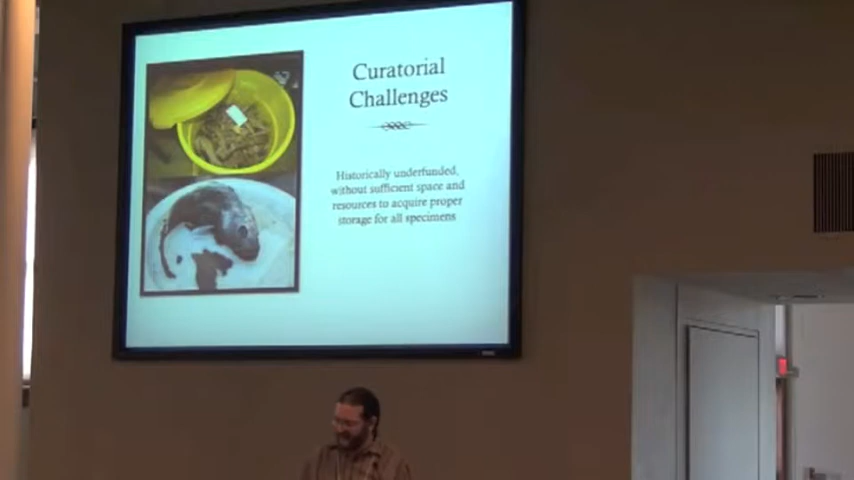 Curatorial
Challenges
Historically underfunded,
without sufficient space and
resources to acquire proper
storage for all specimens